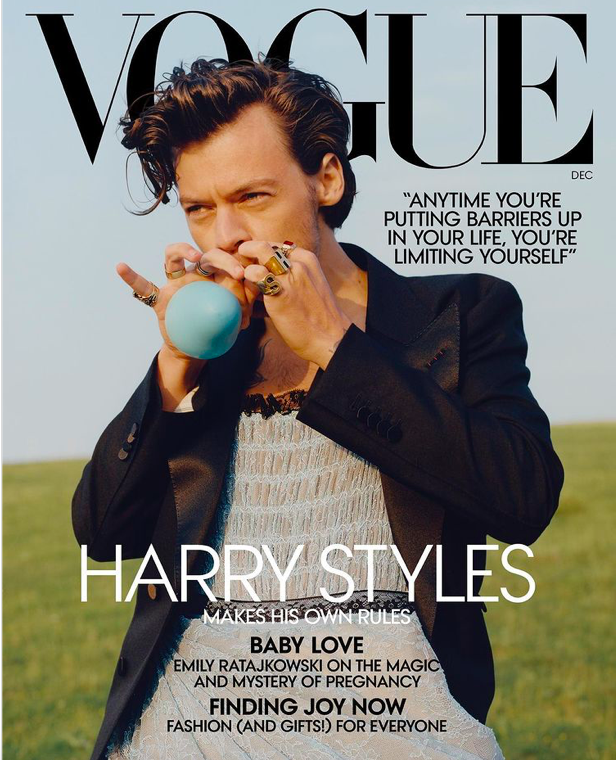 VOGUE
DEC
“ANYTIME YOU’RE
PUTTING BARRIERS UP
IN YOUR LIFE, YOU’RE
LIMITING YOURSELF”
HARRY STYLES
MAKES HIS OWN RULES
BABY LOVE
EMILY RATAJKOWSKI ON THE MAGIC
AND MYSTERY OF PREGNANCY
FINDING JOY NOW
FASHION (AND GIFTS!) FOR EVERYONE